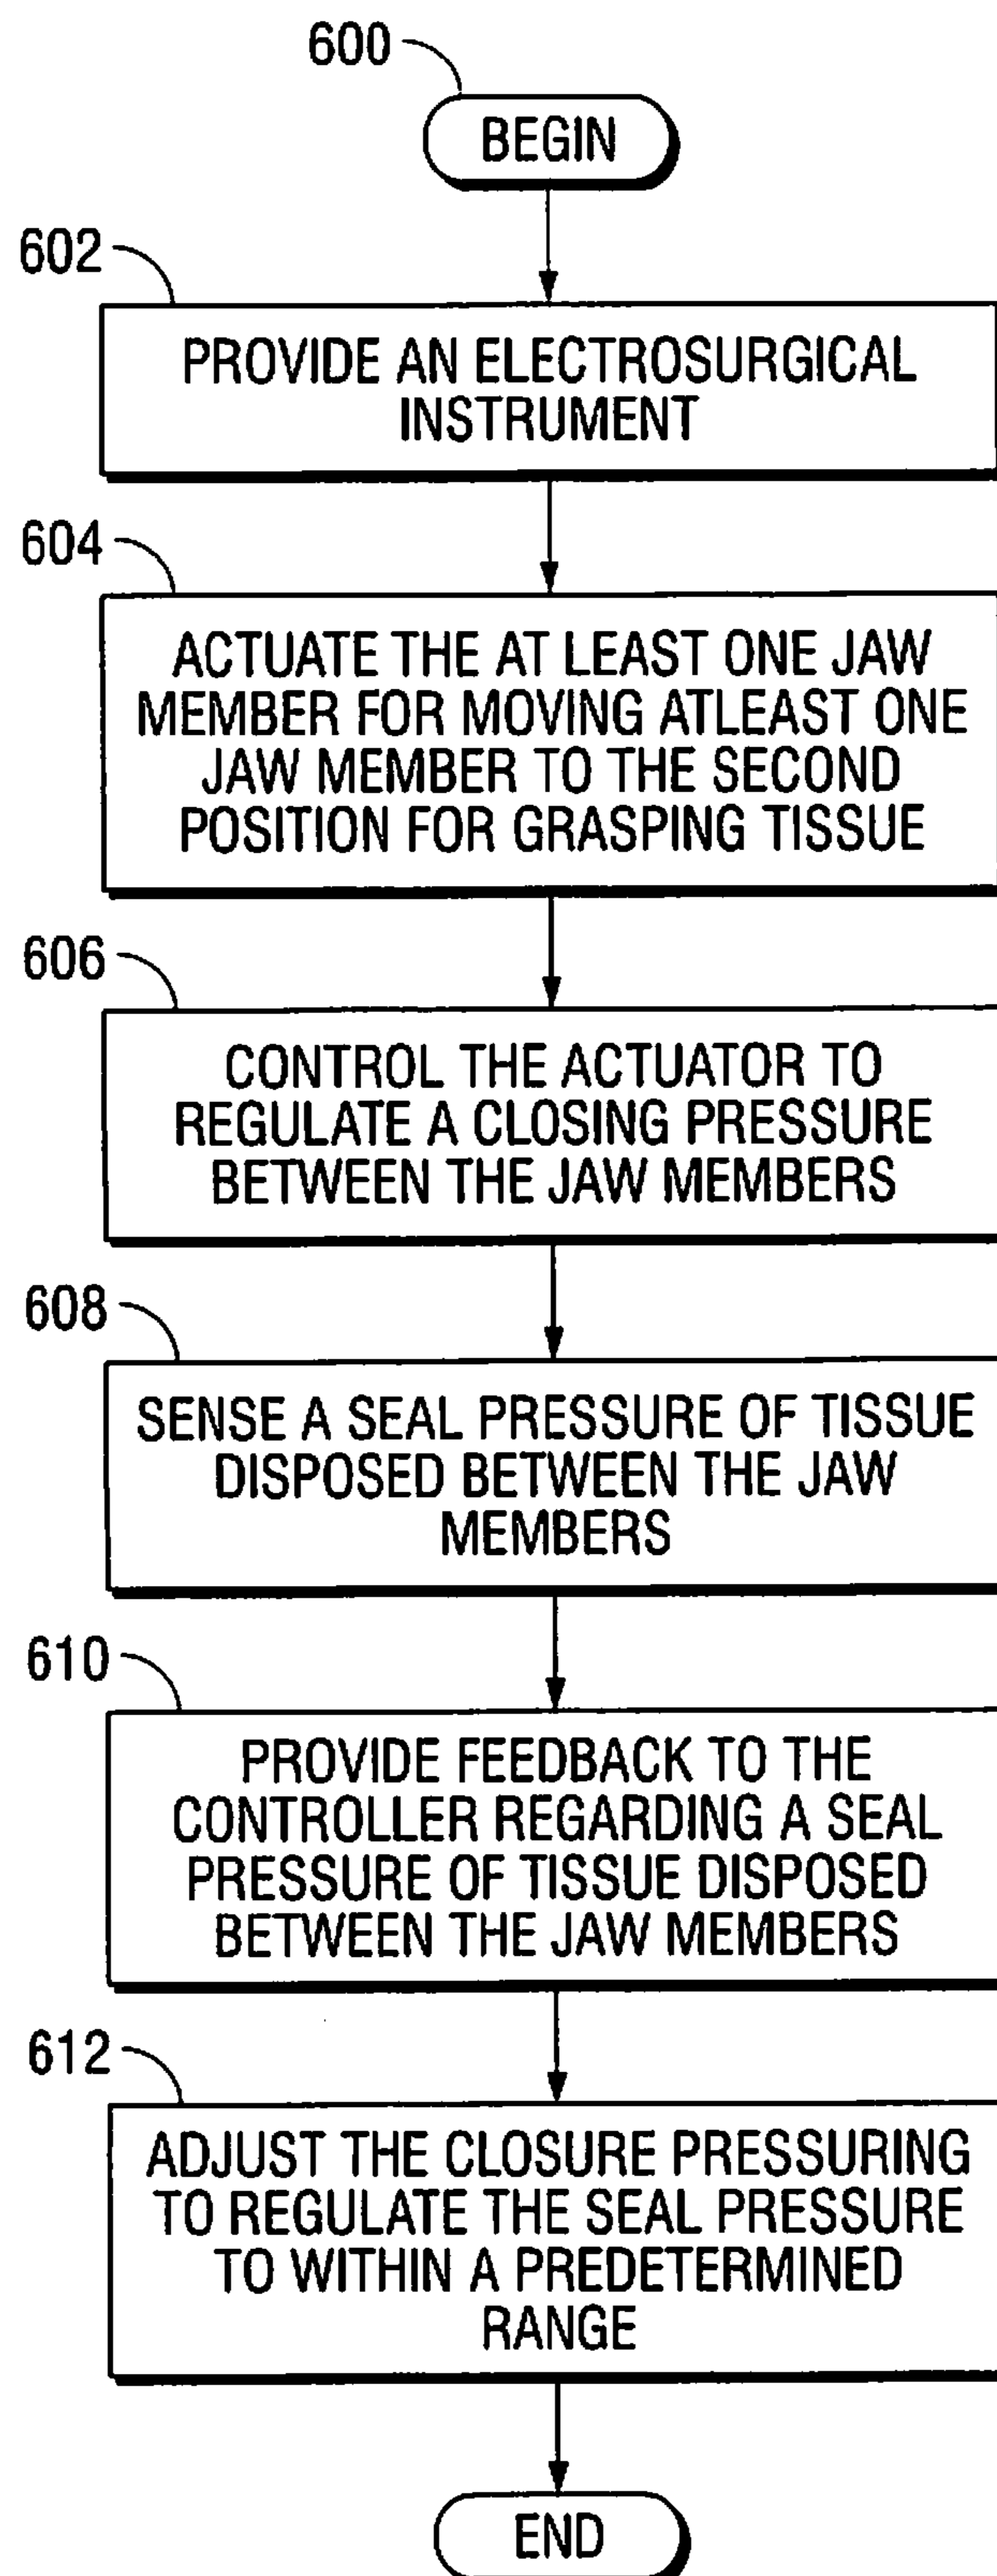 600
BEGIN
602
PROVIDE AN ELECTROSURGICAL
INSTRUMENT
604
ACTUATE THE AT LEAST ONE JAW
MEMBER FOR MOVING ATLEAST ONE
JAW MEMBER TO THE SECOND
POSITION FOR GRASPING TISSUE
606
CONTROL THE ACTUATOR TO
REGULATE A CLOSING PRESSURE
BETWEEN THE JAW MEMBERS
608
SENSE A SEAL PRESSURE OF TISSUE
DISPOSED BETWEEN THE JAW
MEMBERS
610
PROVIDE FEEDBACK TO THE
CONTROLLER REGARDING A SEAL
PRESSURE OF TISSUE DISPOSED
BETWEEN THE JAW MEMBERS
612
ADJUST THE CLOSURE PRESSURING
TO REGULATE THE SEAL PRESSURE
TO WITHIN A PREDETERMINED
RANGE
END